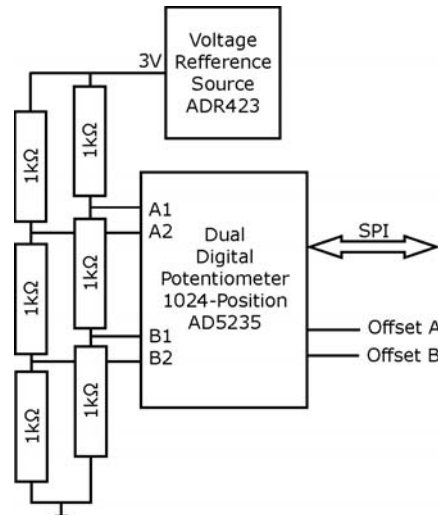 3V
Voltage
Refference
Source
ADR423
1kΩ
1kΩ
A1
A2
Dual
Digital
Potentiometer
1024-Position
AD5235
SPI
1kΩ
1kΩ
B1
B2
Offset A
Offset B
1kΩ
1kΩ